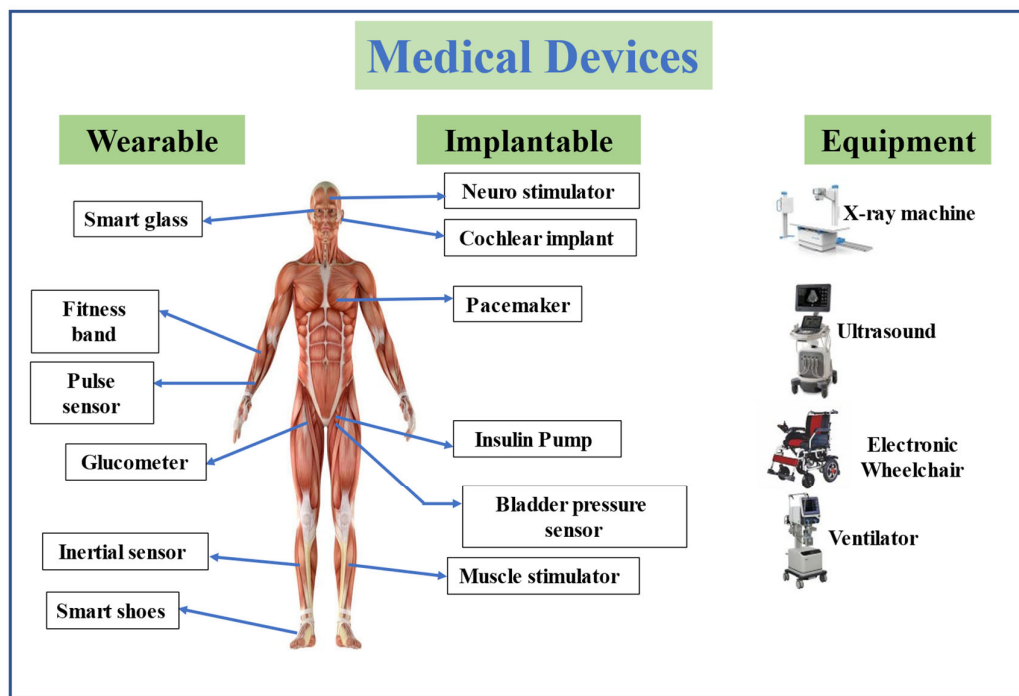 Medical Devices
Wearable
Smart glass
Fitness
band
Pulse
sensor
Glucometer
Inertial sensor
Smart shoes
Implantable
Neuro stimulator
Cochlear implant
Pacemaker
Insulin Pump
Bladder pressure
sensor
Muscle stimulator
Equipment
X-ray machine
Ultrasound
Electronic
Wheelchair
Ventilator